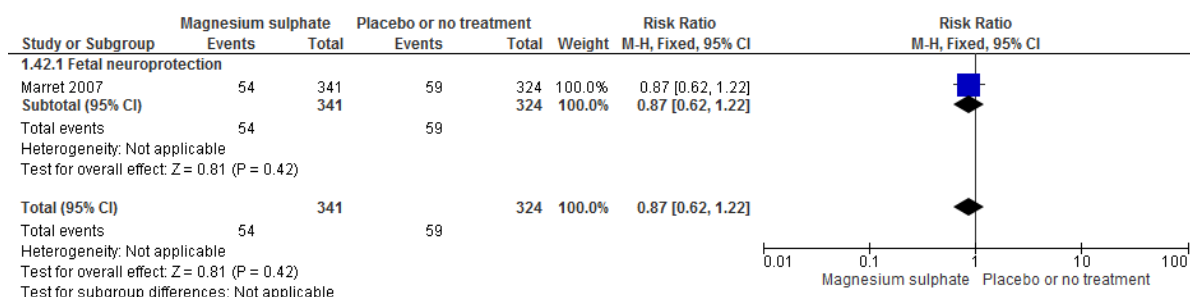 Magnesium sulphate Placebo or no treatment Risk Ratio Risk Ratio
Study or Subgroup Events Total Events Total Weight M-H, Fixed, 95% CI M-H, Fixed, 95% CI
1.42.1 Fetal neuroprotection
Marret 2007 54 341 59 324 100.0% 0.87 [0.62, 1.22]
Subtotal (95% CI) 341 324 100.0% 0.87 [0.62, 1.22]
Total events 54 59
Heterogeneity: Not applicable
Test for overall effect: Z = 0.81 (P = 0.42)
Total (95% CI) 341 324 100.0% 0.87 [0.62, 1.22]
Total events 54 59
Heterogeneity: Not applicable
Test for overall effect: Z = 0.81 (P = 0.42)
Test for subgroup differences: Not applicable
0.01 0.1 1 10 100
Magnesium sulphate Placebo or no treatment